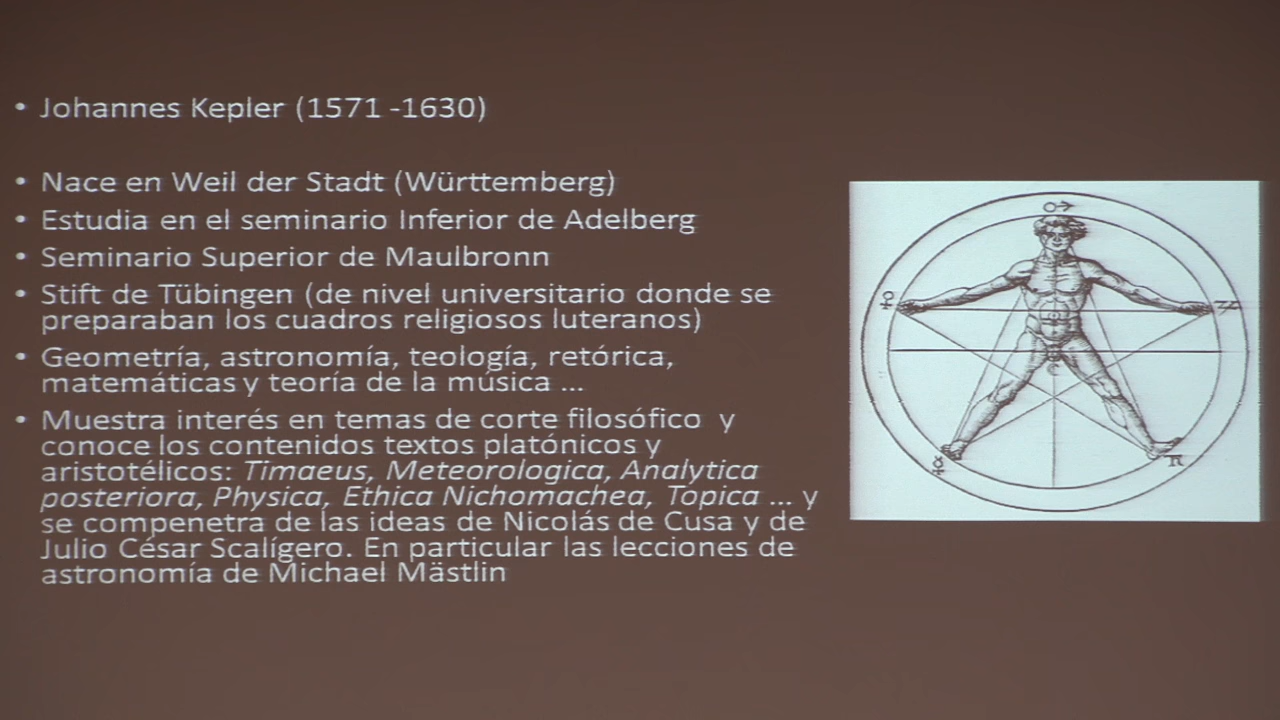 • Johannes Kepler (1571 -1630)
• Nace en Weil der Stadt (Württemberg)
• Estudia en el seminario Inferior de Adelberg
• Seminario Superior de Maulbronn
• Stift de Tübingen (de nivel universitario donde se
preparaban los cuadros religiosos luteranos)
• Geometría, astronomía, teología, retórica,
matemáticas y teoría de la música ...
• Muestra interés en temas de corte filosófico y
conoce los contenidos textos platónicos y
aristotélicos: Timaeus, Meteorologica, Analytica
posteriora, Physica, Ethica Nichomachea, Topica ... y
se compenetra de las ideas de Nicolás de Cusa y de
Julio César Scalígero. En particular las lecciones de
astronomía de Michael Mästlin